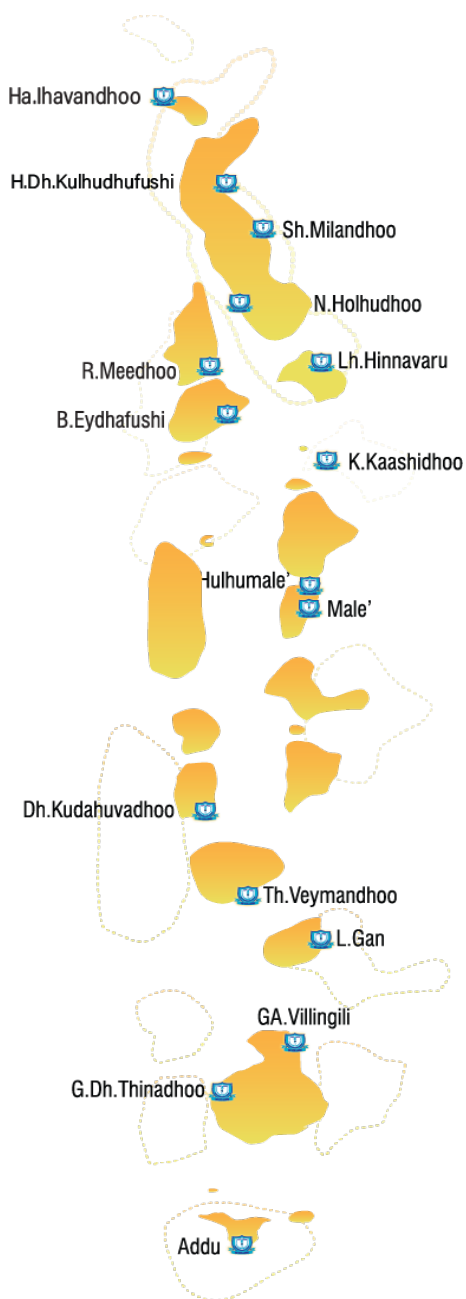 Ha.Ihavandhoo
H.Dh.Kulhudhufushi
Sh.Milandhoo
N.Holhudhoo
Lh.Hinnavaru
R.Meedhoo
B.Eydhafushi
K.Kaashidhoo
Hulhumale'
Male'
Dh.Kudahuvadhoo
Th.Veymandhoo
L.Gan
GA.Villingili
G.Dh.Thinadhoo
Addu